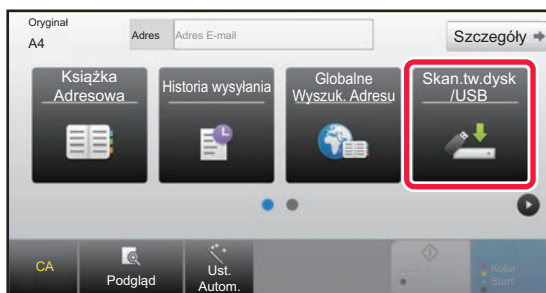 Oryginał
A4
Adres
Adres E-mail
Szczegóły
Książka
Adresowa
Historia wysyłania
Globalne
Wyszuk. Adresu
Skan.tw.dysk
/USB
CA
Podgląd
Ust.
Autom.
Kolor
Start